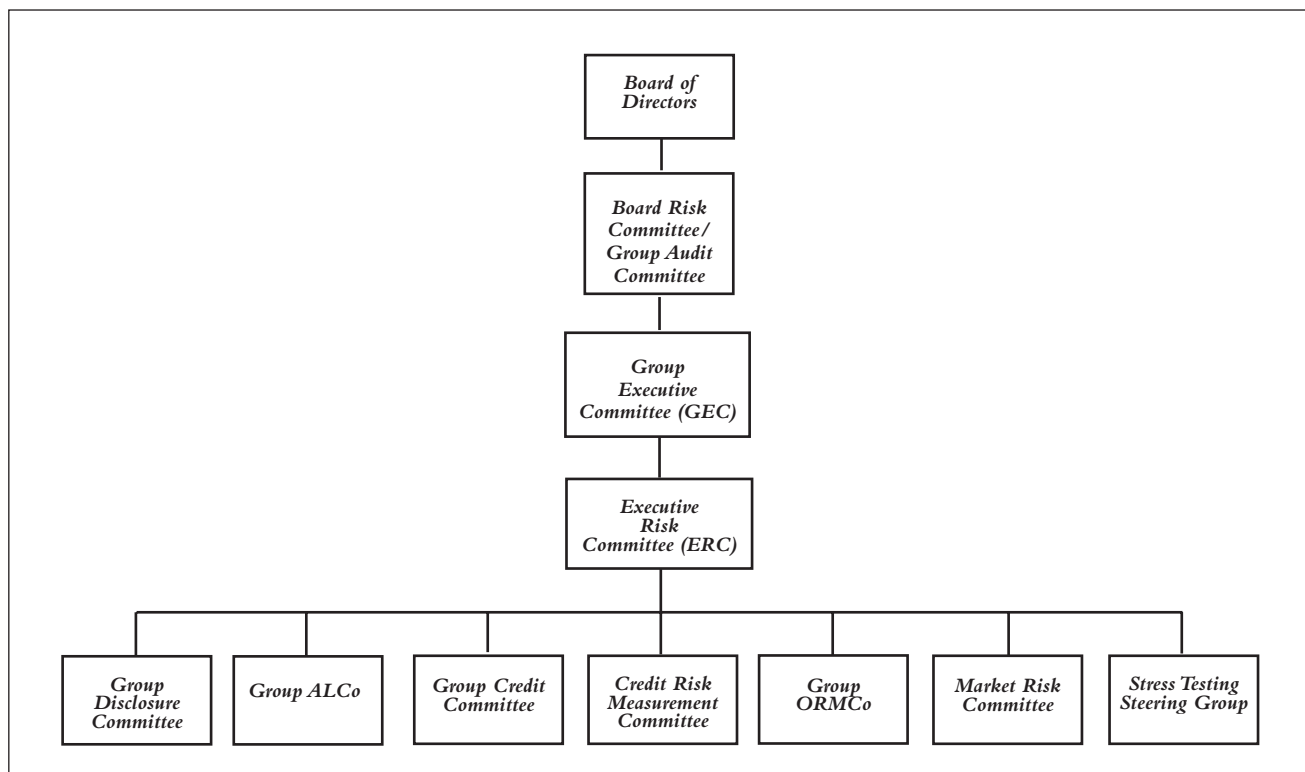 Board of
Directors
Board Risk
Committee/
Group Audit
Committee
Group
Executive
Committee (GEC)
Executive
Risk
Committee (ERC)
Group
Disclosure
Committee
Group ALCo
Group Credit
Committee
Credit Risk
Measurement
Committee
Group
ORMCo
Market Risk
Committee
Stress Testing
Steering Group